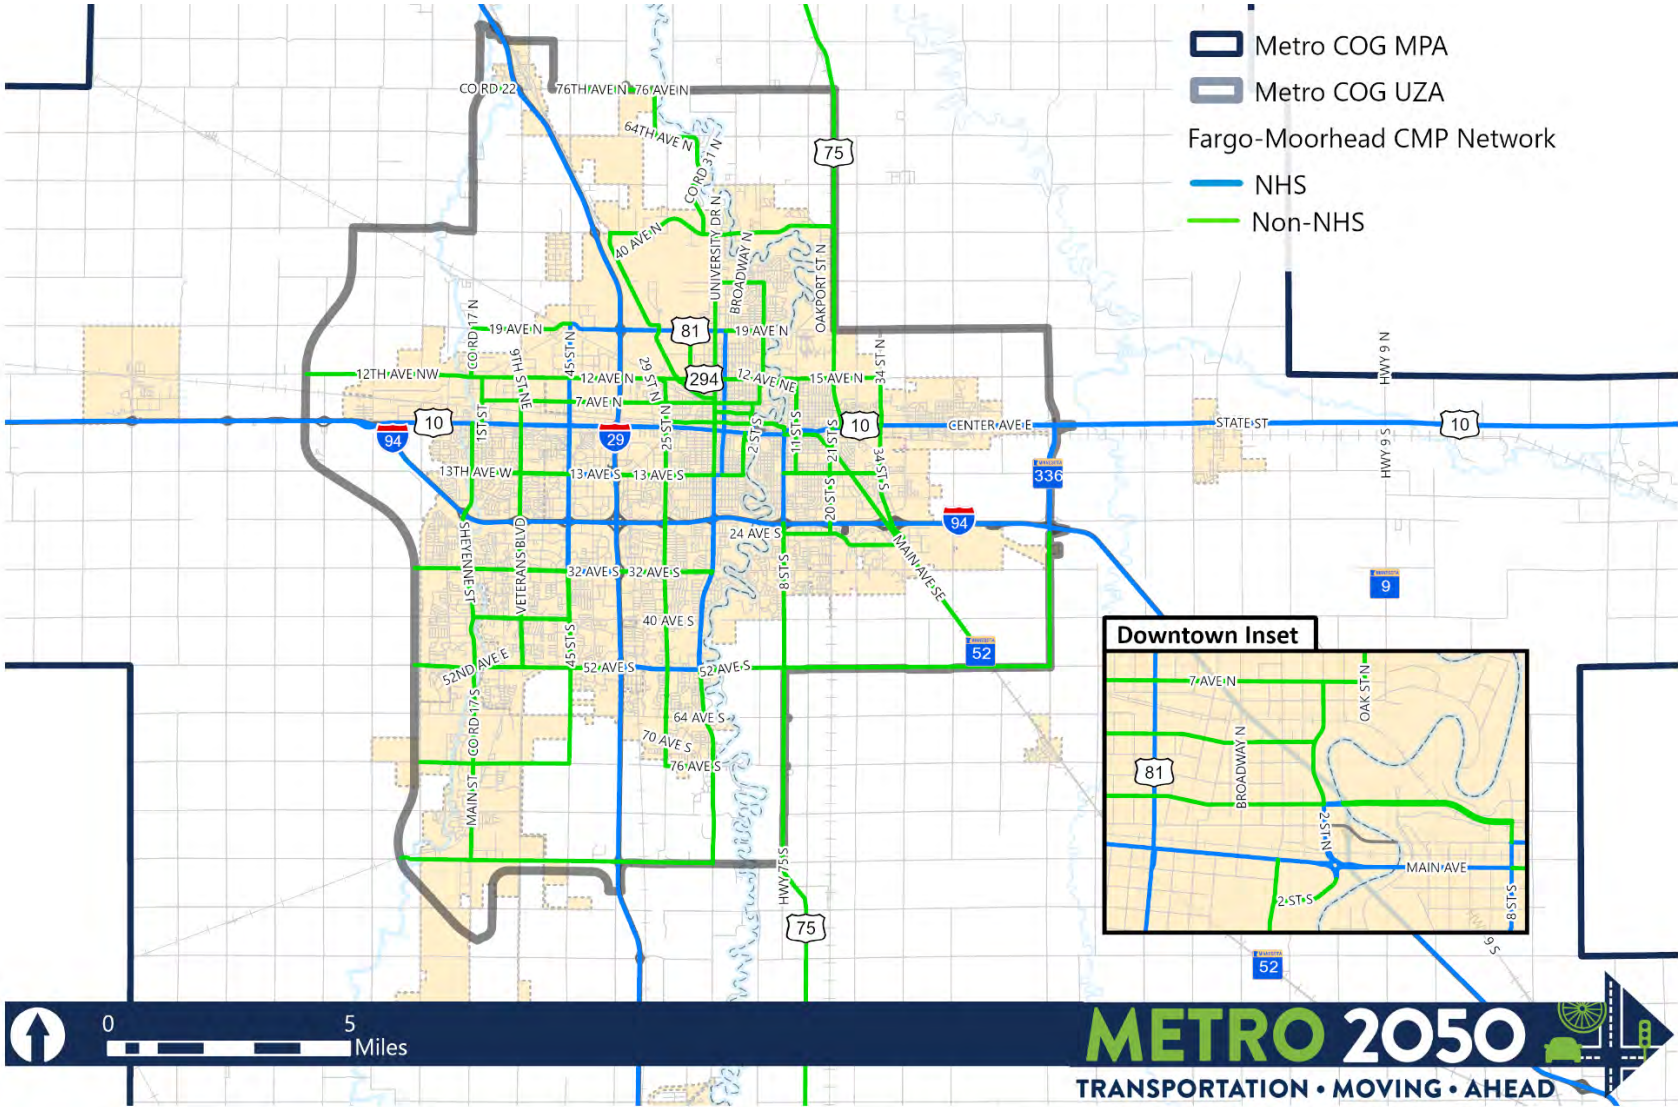 Metro COG MPA
Metro COG UZA
Fargo-Moorhead CMP Network
NHS
Non-NHS
CO RD 22
76TH AVE N
76 AVE N
64TH AVE N
CO RD 31 N
75
40 AVE N
UNIVERSITY DR N
BROADWAY N
OAKPORT ST N
CO RD 17 N
19 AVE N
45 ST N
81
19 AVE N
34 ST N
HWY 9 N
9TH ST NE
29 ST N
12TH AVE NW
12 AVE N
294
12 AVE NE
15 AVE N
7 AVE N
1ST ST
25 ST N
2 ST S
11 ST S
21 ST S
10
94
29
10
CENTER AVE E
STATE ST
10
HWY 9 S
13TH AVE W
13 AVE S
13 AVE S
34 ST S
MINNESOTA
336
20 ST S
94
24 AVE S
SHEYENNE ST
VETERANS BLVD
MAIN AVE SE
32 AVE S
32 AVE S
8 ST S
MINNESOTA
9
40 AVE S
45 ST S
MINNESOTA
52
52ND AVE E
52 AVE S
52 AVE S
CO RD 17 S
64 AVE S
70 AVE S
76 AVE S
MAIN ST
HWY 75 S
75
Downtown Inset
7 AVE N
OAK ST N
BROADWAY N
81
2 ST N
MAIN AVE
2 ST S
8 ST S
HWY 9 S
MINNESOTA
52
0 5
Miles
METRO 2050
TRANSPORTATION • MOVING • AHEAD